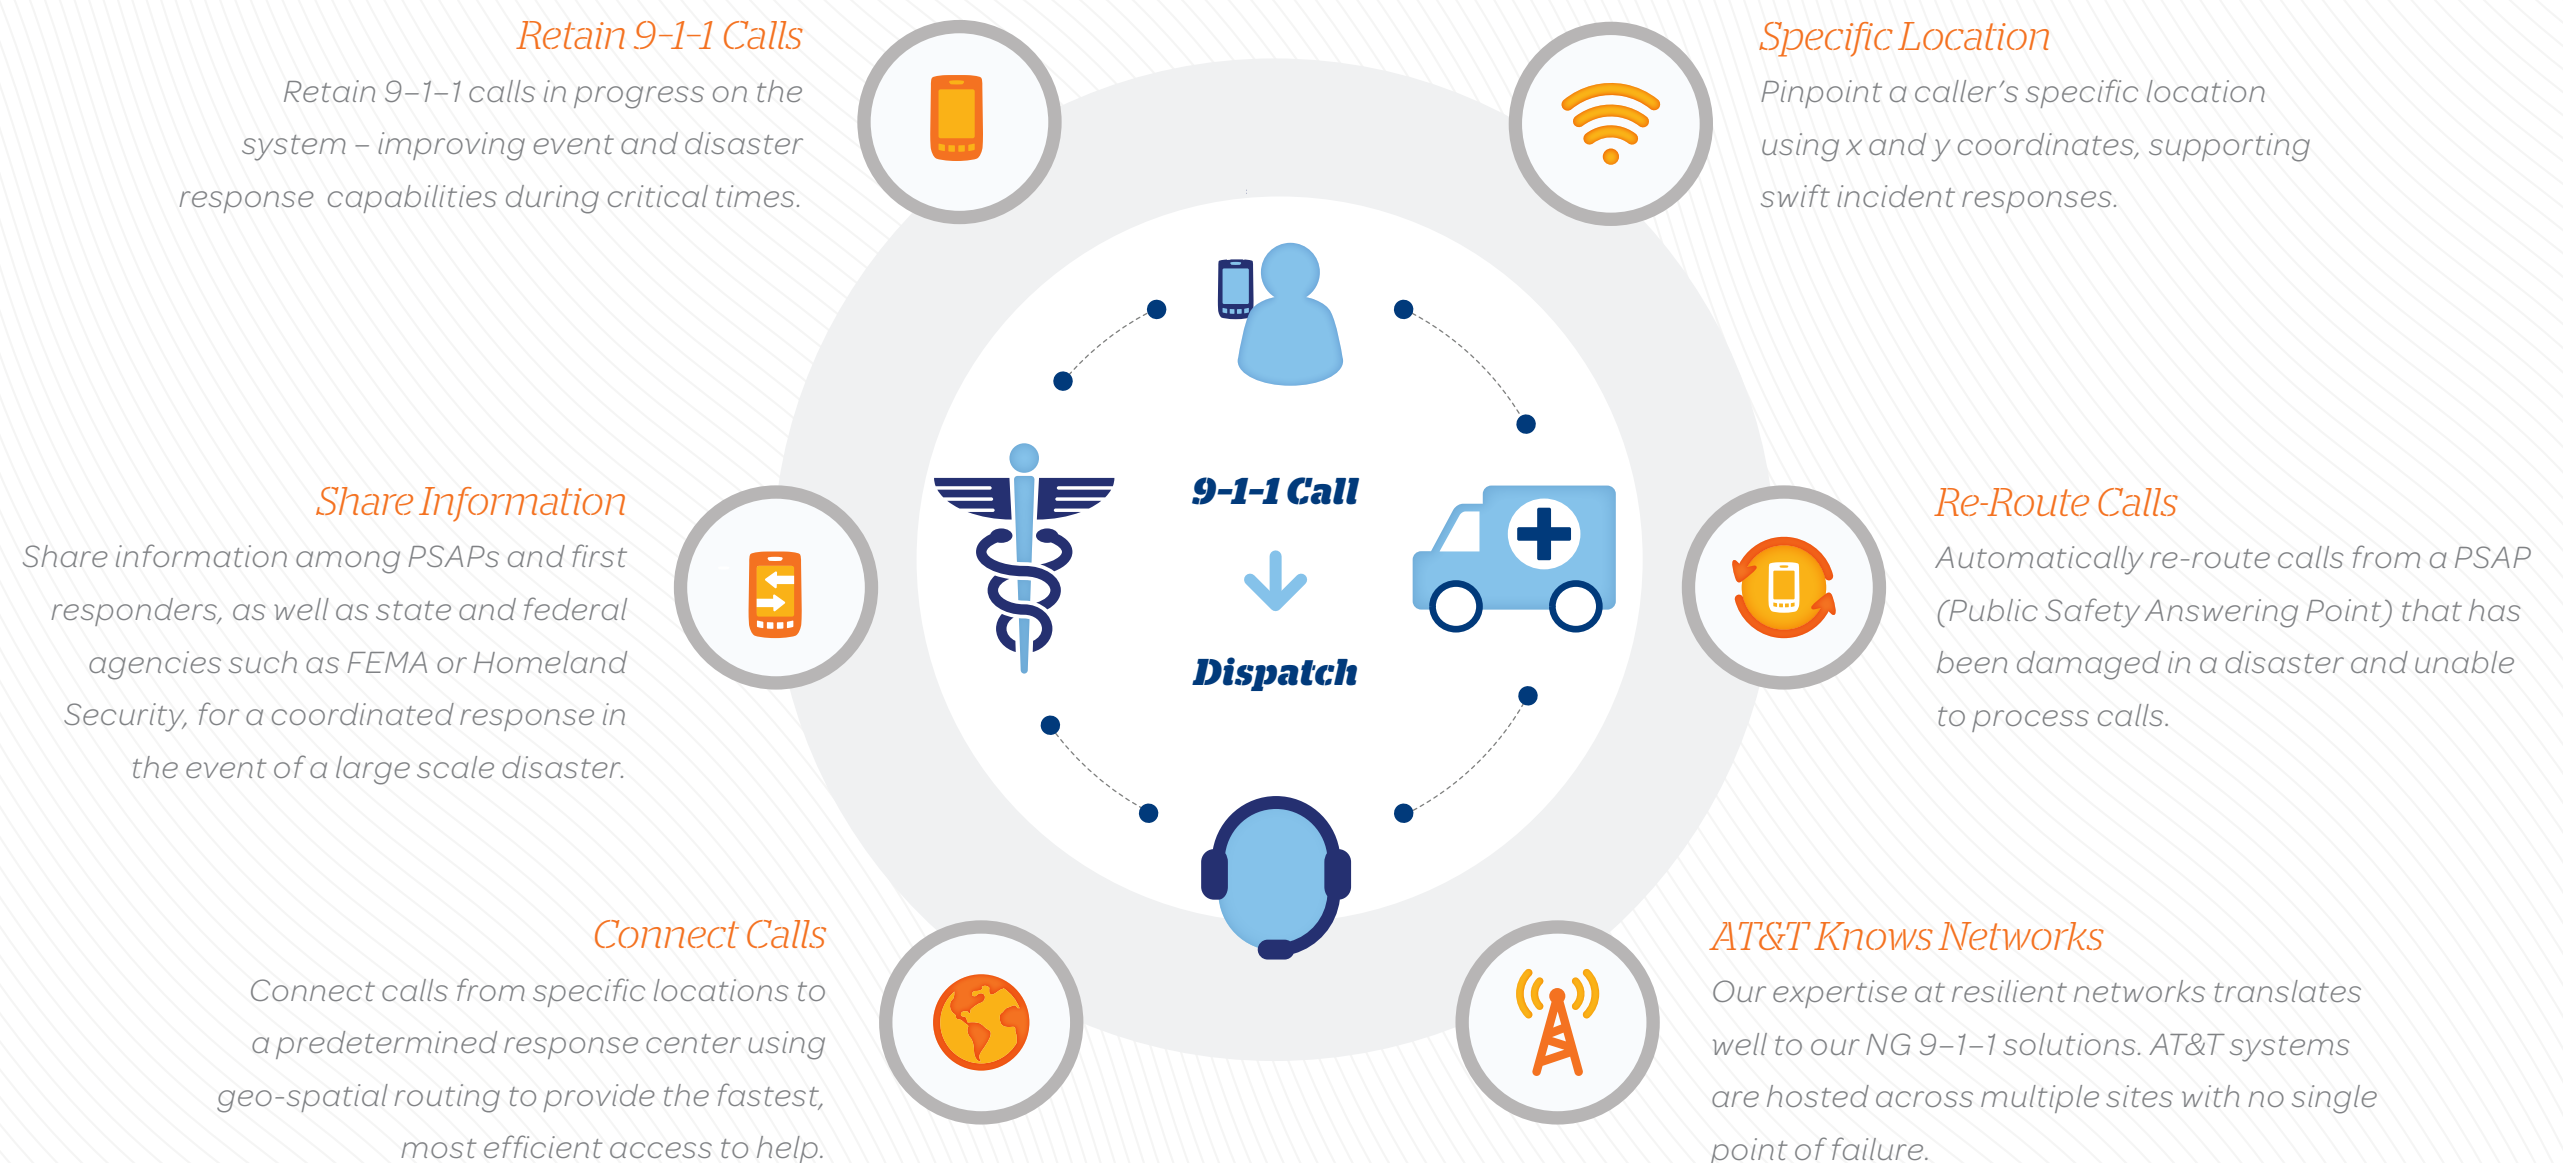 Retain 9-1-1 Calls
Retain 9–1–1 calls in progress on the
system – improving event and disaster
response capabilities during critical times.
Specific Location
Pinpoint a caller's specific location
using x and y coordinates, supporting
swift incident responses.
Share Information
Share information among PSAPs and first
responders, as well as state and federal
agencies such as FEMA or Homeland
Security, for a coordinated response in
the event of a large scale disaster.
9-1-1 Call
Dispatch
Re-Route Calls
Automatically re-route calls from a PSAP
(Public Safety Answering Point) that has
been damaged in a disaster and unable
to process calls.
Connect Calls
Connect calls from specific locations to
a predetermined response center using
geo-spatial routing to provide the fastest,
most efficient access to help.
AT&T Knows Networks
Our expertise at resilient networks translates
well to our NG 9–1–1 solutions. AT&T systems
are hosted across multiple sites with no single
point of failure.